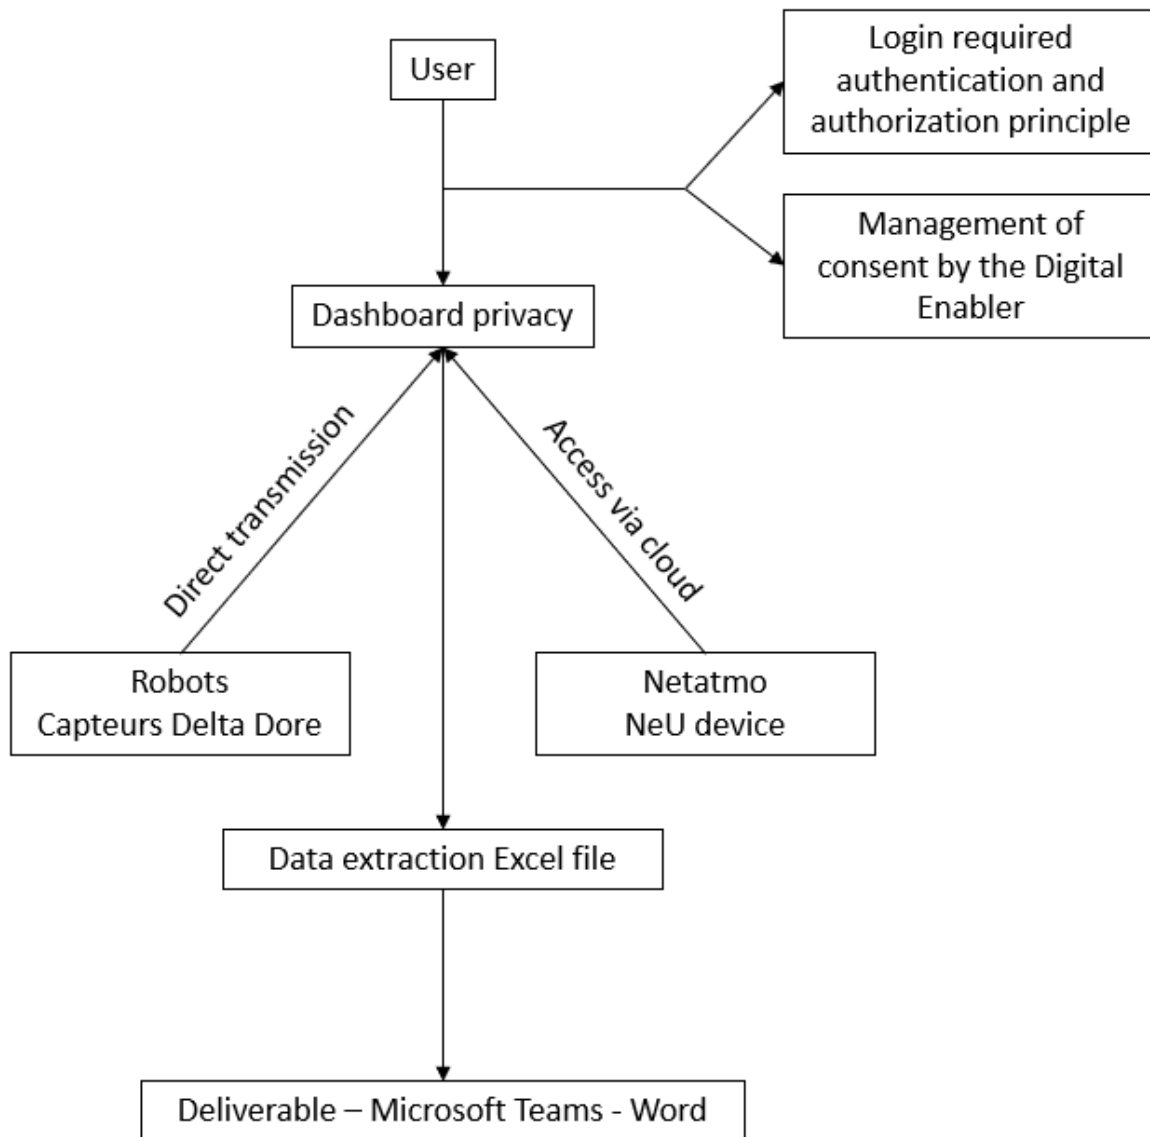 User
Login required
authentication and
authorization principle
Management of
consent by the Digital
Enabler
Dashboard privacy
Direct transmission
Access via cloud
Robots
Capteurs Delta Dore
Netatmo
NeU device
Data extraction Excel file
Deliverable – Microsoft Teams - Word